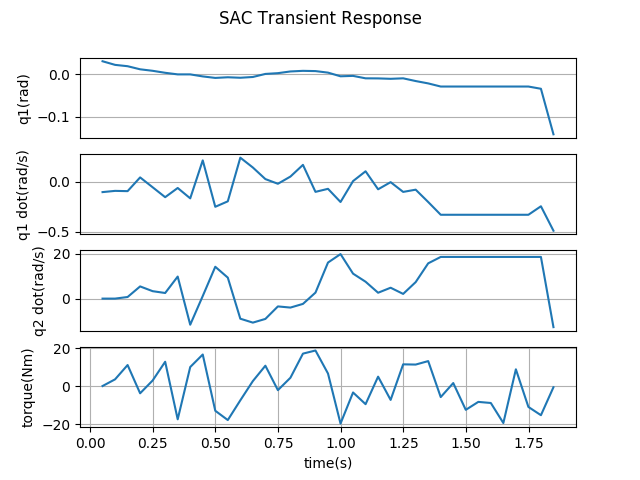 SAC Transient Response
0.0
−0.1
q1(rad)
0.0
−0.5
q1 dot(rad/s)
20
0
q2 dot(rad/s)
20
0
−20
torque(Nm)
0.00 0.25 0.50 0.75 1.00 1.25 1.50 1.75
time(s)